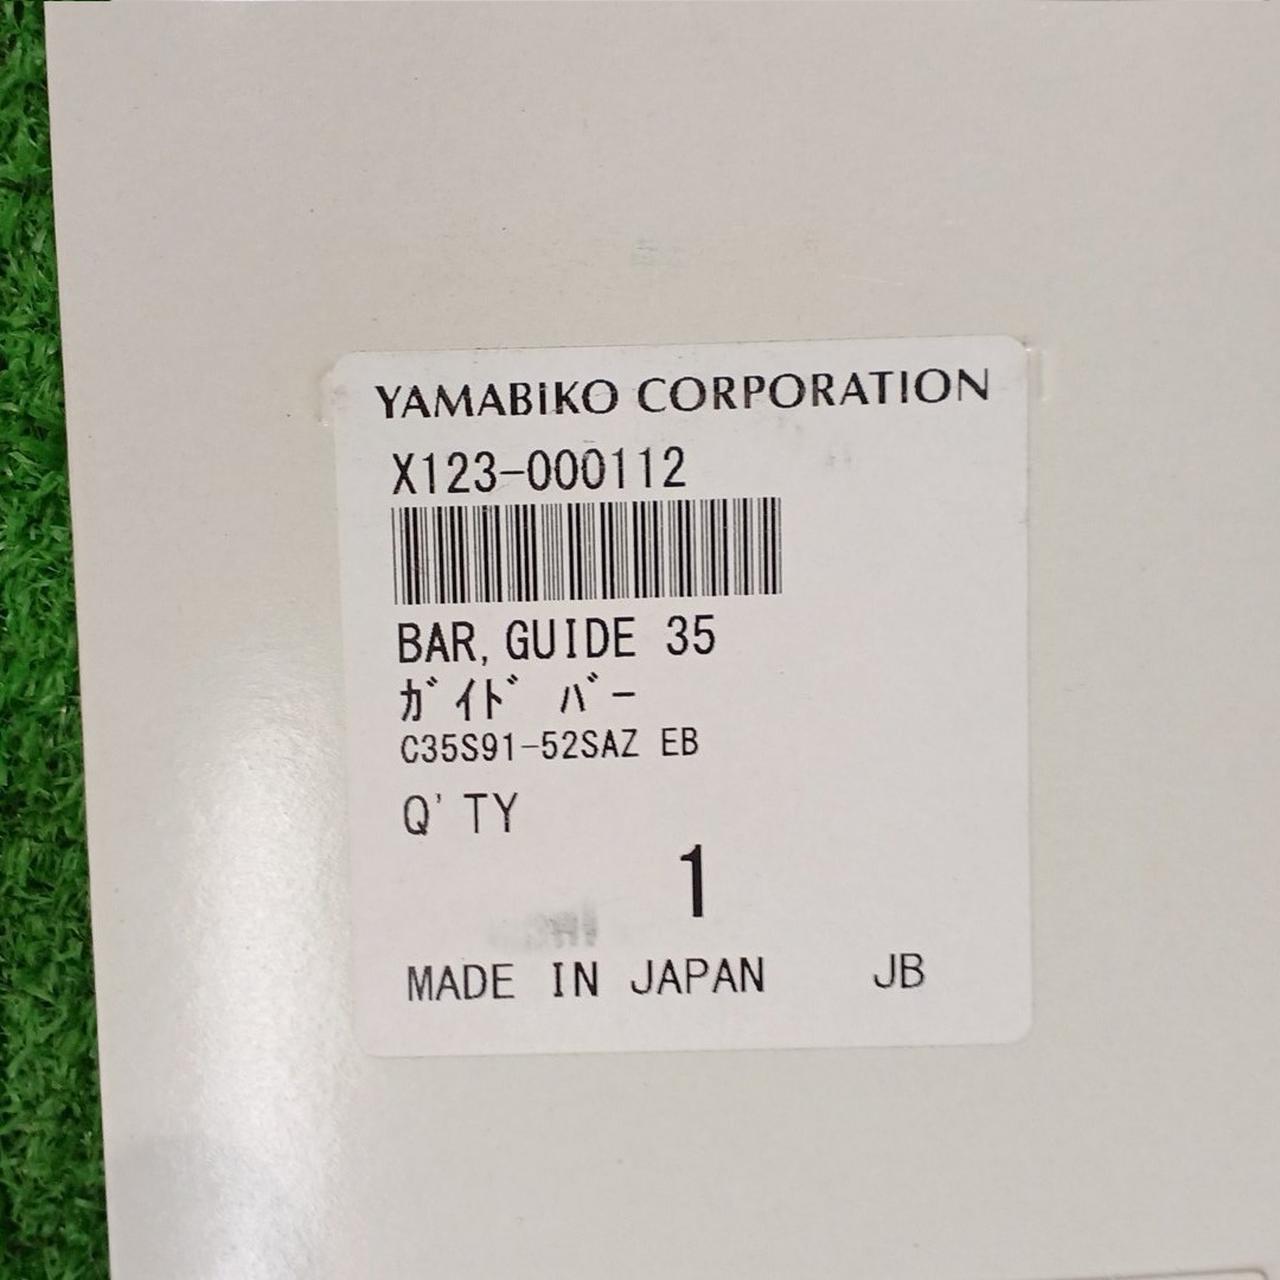 YAMABiKO CORPORATION
X123-000112
BAR, GUIDE 35
ガイド バー
C35S91-52SAZ EB
Q'TY
1
MADE IN JAPAN JB